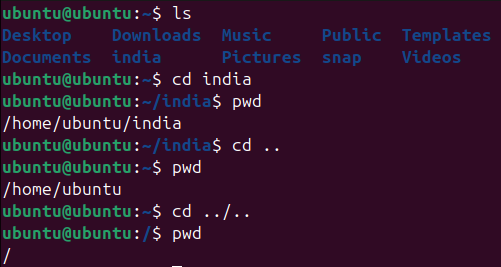 ubuntu@ubuntu:~$ ls
Desktop    Downloads  Music     Public  Templates
Documents  india      Pictures  snap    Videos
ubuntu@ubuntu:~$ cd india
ubuntu@ubuntu:~/india$ pwd
/home/ubuntu/india
ubuntu@ubuntu:~/india$ cd ..
ubuntu@ubuntu:~$ pwd
/home/ubuntu
ubuntu@ubuntu:~$ cd ../..
ubuntu@ubuntu:/$ pwd
/